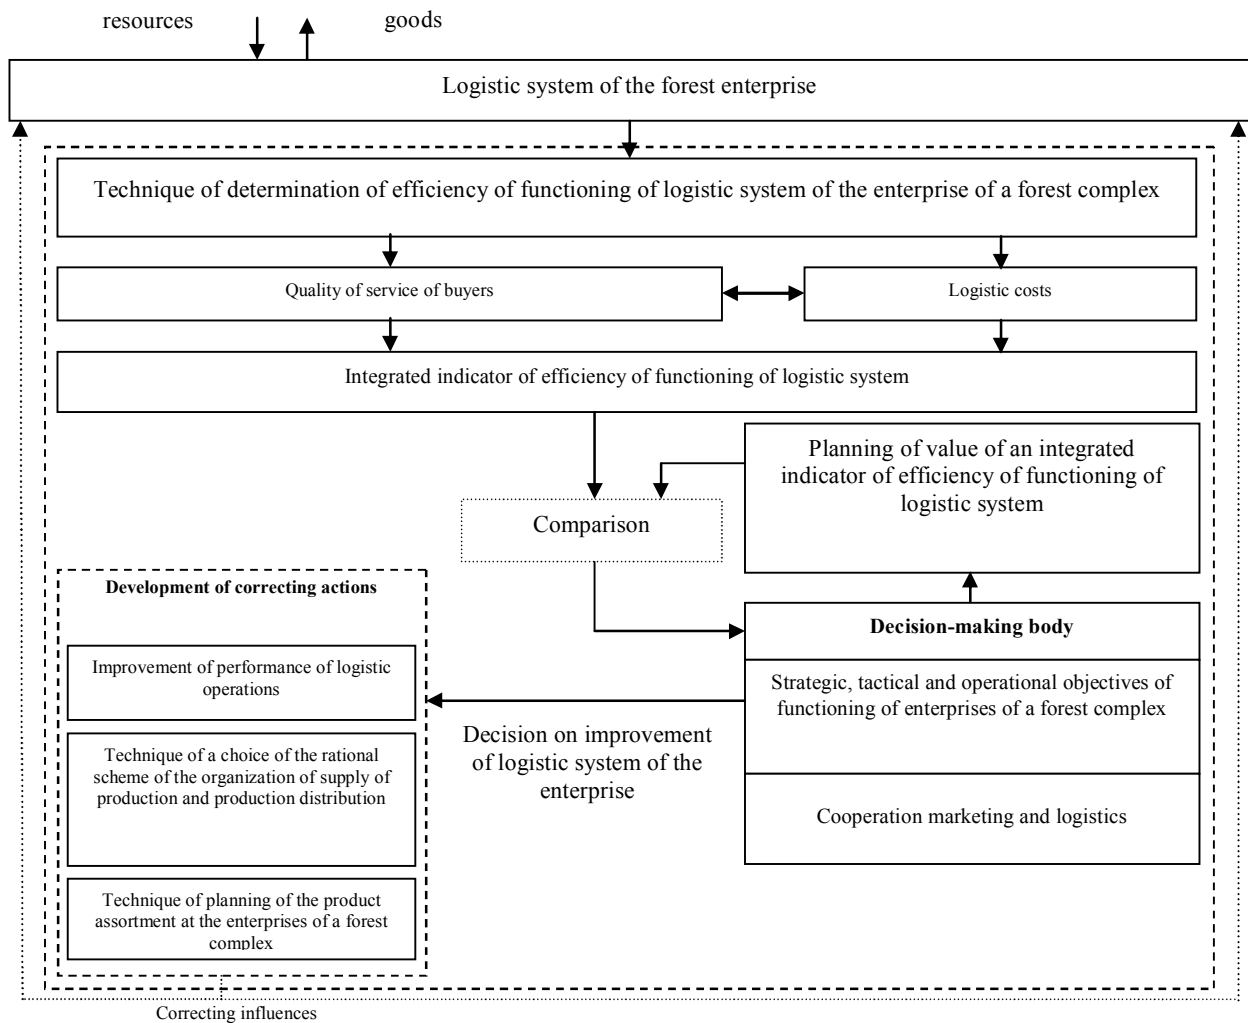 resources
goods
Logistic system of the forest enterprise
Technique of determination of efficiency of functioning of logistic system of the enterprise of a forest complex
Quality of service of buyers
Logistic costs
Integrated indicator of efficiency of functioning of logistic system
Planning of value of an integrated
indicator of efficiency of functioning of
logistic system
Comparison
Development of correcting actions
Decision-making body
Improvement of performance of logistic
operations
Strategic, tactical and operational objectives of
functioning of enterprises of a forest complex
Decision on improvement
of logistic system of the
enterprise
Technique of a choice of the rational
scheme of the organization of supply of
production and production distribution
Cooperation marketing and logistics
Technique of planning of the product
assortment at the enterprises of a forest
complex
Correcting influences